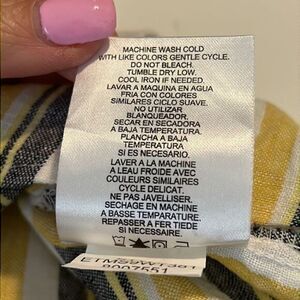 MACHINE WASH COLD
WITH LIKE COLORS GENTLE CYCLE.
DO NOT BLEACH.
TUMBLE DRY LOW.
COOL IRON IF NEEDED.
LAVAR A MAQUINA EN AGUA
FRIA CON COLORES
SIMILARES CICLO SUAVE.
NO UTILIZAR
BLANQUEADOR.
SECAR EN SECADORA
A BAJA TEMPERATURA.
PLANCHA A BAJA
TEMPERATURA
SI ES NECESARIO.
LAVER A LA MACHINE
A L'EAU FROIDE AVEC
COULEURS SIMILAIRES
CYCLE DELICAT.
NE PAS JAVELLISER.
SECHAGE EN MACHINE
A BASSE TEMPARATURE.
REPASSER A FER TIEDE
SI NECESSAIRE.
9007551